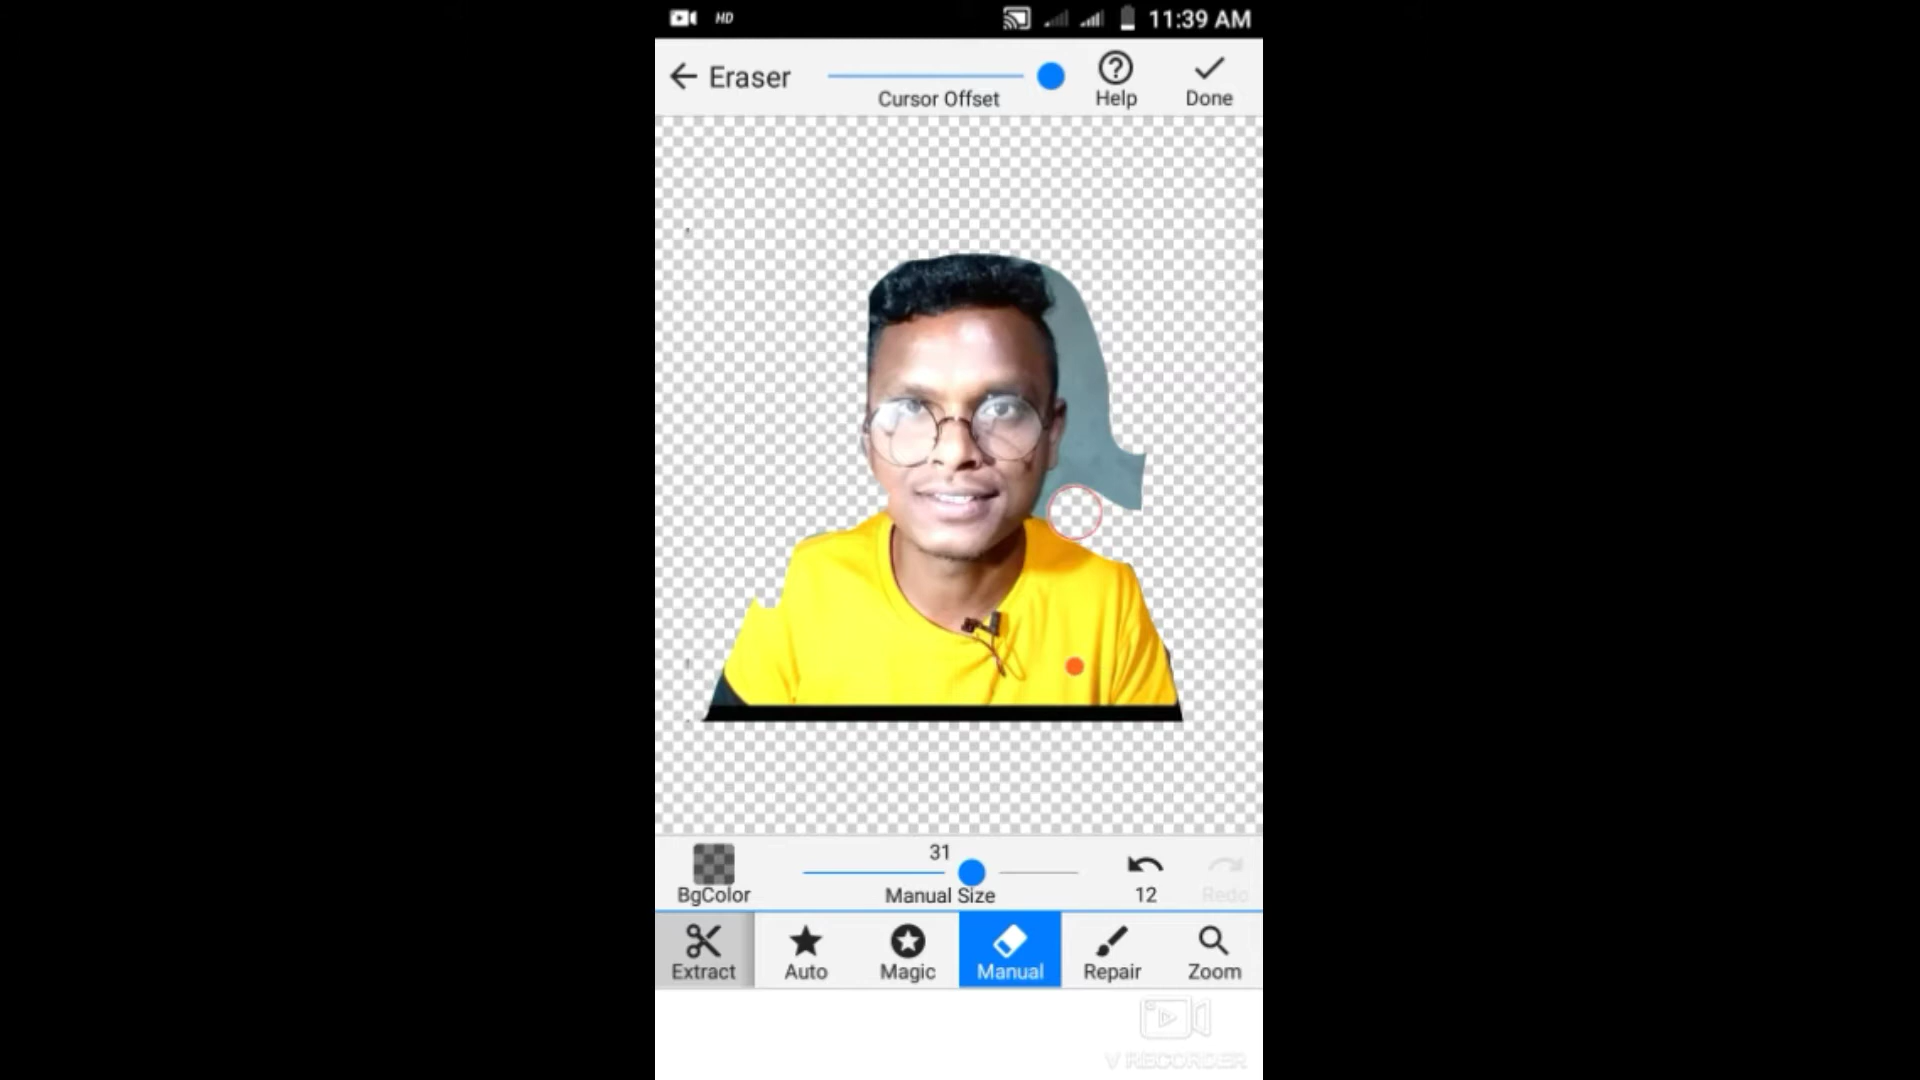 HD
11:39 AM
Eraser
Cursor Offset
Help
Done
31
BgColor
Manual Size
12
Redo
Extract
Auto
Magic
Manual
Repair
Zoom
V RECORDER